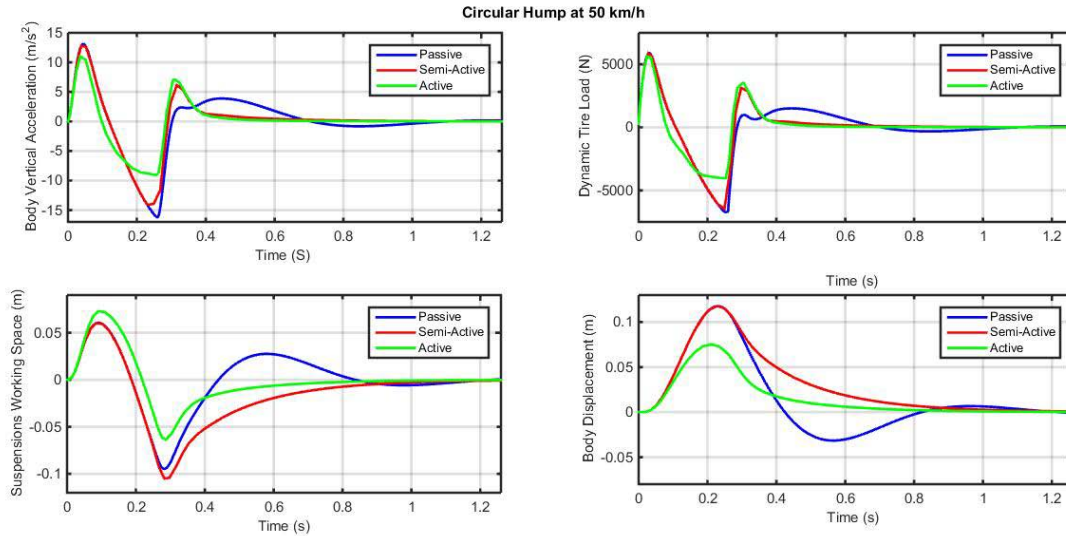 Circular Hump at 50 km/h
Body Vertical Acceleration (m/s²)
15
10
5
0
-5
-10
-15
Passive
Semi-Active
Active
0 0.2 0.4 0.6 0.8 1 1.2
Time (S)
Dynamic Tire Load (N)
5000
0
-5000
Passive
Semi-Active
Active
0 0.2 0.4 0.6 0.8 1 1.2
Time (s)
Suspensions Working Space (m)
0.05
0
-0.05
-0.1
Passive
Semi-Active
Active
0 0.2 0.4 0.6 0.8 1 1.2
Time (s)
Body Displacement (m)
0.1
0.05
0
-0.05
Passive
Semi-Active
Active
0 0.2 0.4 0.6 0.8 1 1.2
Time (s)